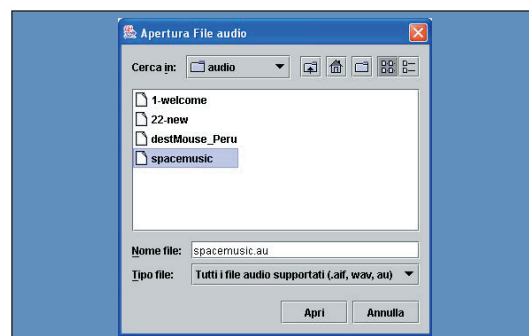 Apertura File audio
Cerca in: audio
1-welcome
22-new
destMouse_Peru
spacemusic
Nome file: spacemusic.au
Tipo file: Tutti i file audio supportati (.aif, wav, au)
Apri Annulla